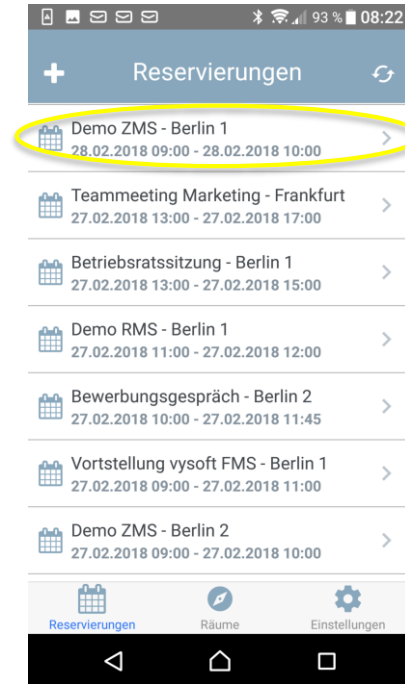 93 % 08:22
Reservierungen
Demo ZMS - Berlin 1
28.02.2018 09:00 - 28.02.2018 10:00
Teammeeting Marketing - Frankfurt
27.02.2018 13:00 - 27.02.2018 17:00
Betriebsratssitzung - Berlin 1
27.02.2018 13:00 - 27.02.2018 15:00
Demo RMS - Berlin 1
27.02.2018 11:00 - 27.02.2018 12:00
Bewerbungsgespräch - Berlin 2
27.02.2018 10:00 - 27.02.2018 11:45
Vortstellung vysoft FMS - Berlin 1
27.02.2018 09:00 - 27.02.2018 11:00
Demo ZMS - Berlin 2
27.02.2018 09:00 - 27.02.2018 10:00
Reservierungen Räume Einstellungen